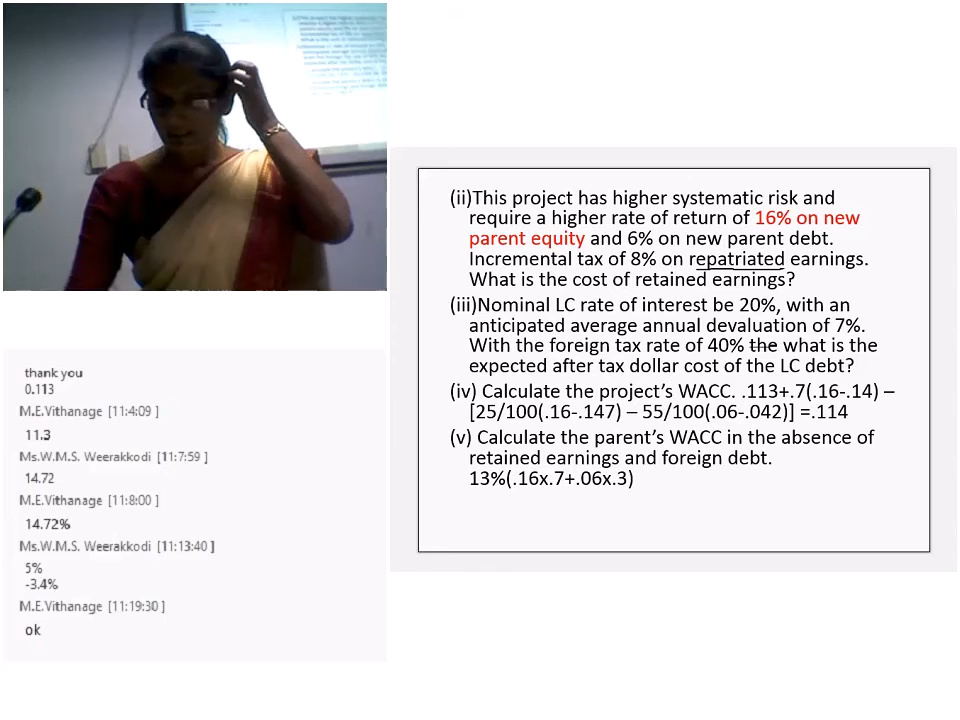 thank you
0.113
M.E.Vithanage [11:4:09 ]
11.3
Ms.W.M.S. Weerakkodi [11:7:59 ]
14.72
M.E.Vithanage [11:8:00 ]
14.72%
Ms.W.M.S. Weerakkodi [11:13:40 ]
5%
-3.4%
M.E.Vithanage [11:19:30 ]
ok
(ii)This project has higher systematic risk and
require a higher rate of return of 16% on new
parent equity and 6% on new parent debt.
Incremental tax of 8% on repatriated earnings.
What is the cost of retained earnings?
(iii)Nominal LC rate of interest be 20%, with an
anticipated average annual devaluation of 7%.
With the foreign tax rate of 40% the what is the
expected after tax dollar cost of the LC debt?
(iv) Calculate the project’s WACC. .113+.7(.16-.14) –
[25/100(.16-.147) – 55/100(.06-.042)] =.114
(v) Calculate the parent’s WACC in the absence of
retained earnings and foreign debt.
13%(.16x.7+.06x.3)